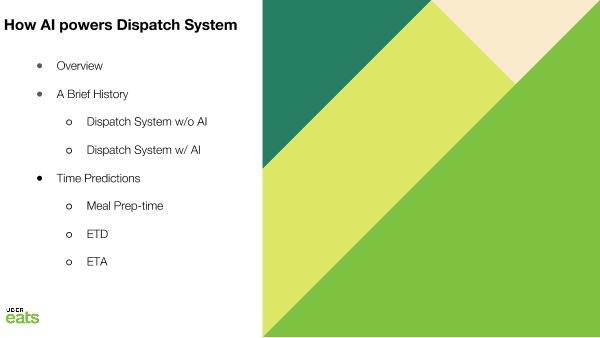 How AI powers Dispatch System
Overview
A Brief History
Dispatch System w/o AI
Dispatch System w/ AI
Time Predictions
Meal Prep-time
ETD
ETA
UBER
eats